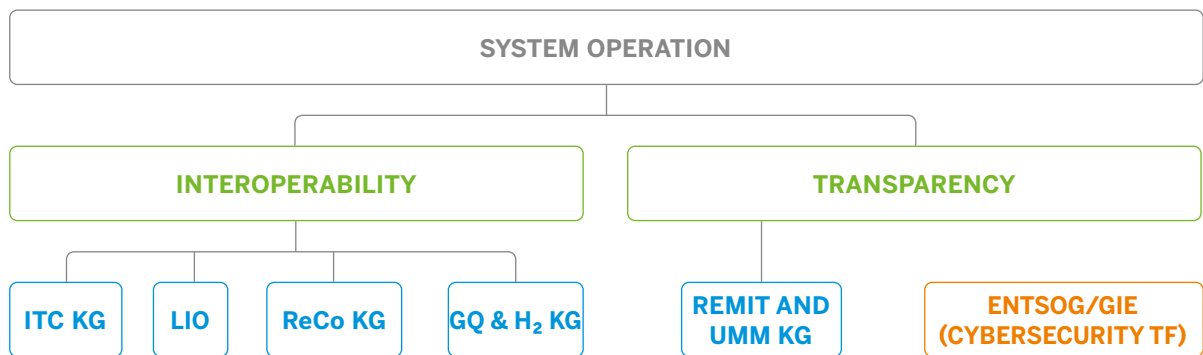 SYSTEM OPERATION
INTEROPERABILITY
TRANSPARENCY
ITC KG
LIO
ReCo KG
GQ & H₂ KG
REMIT AND
UMM KG
ENTSOG/GIE
(CYBERSECURITY TF)